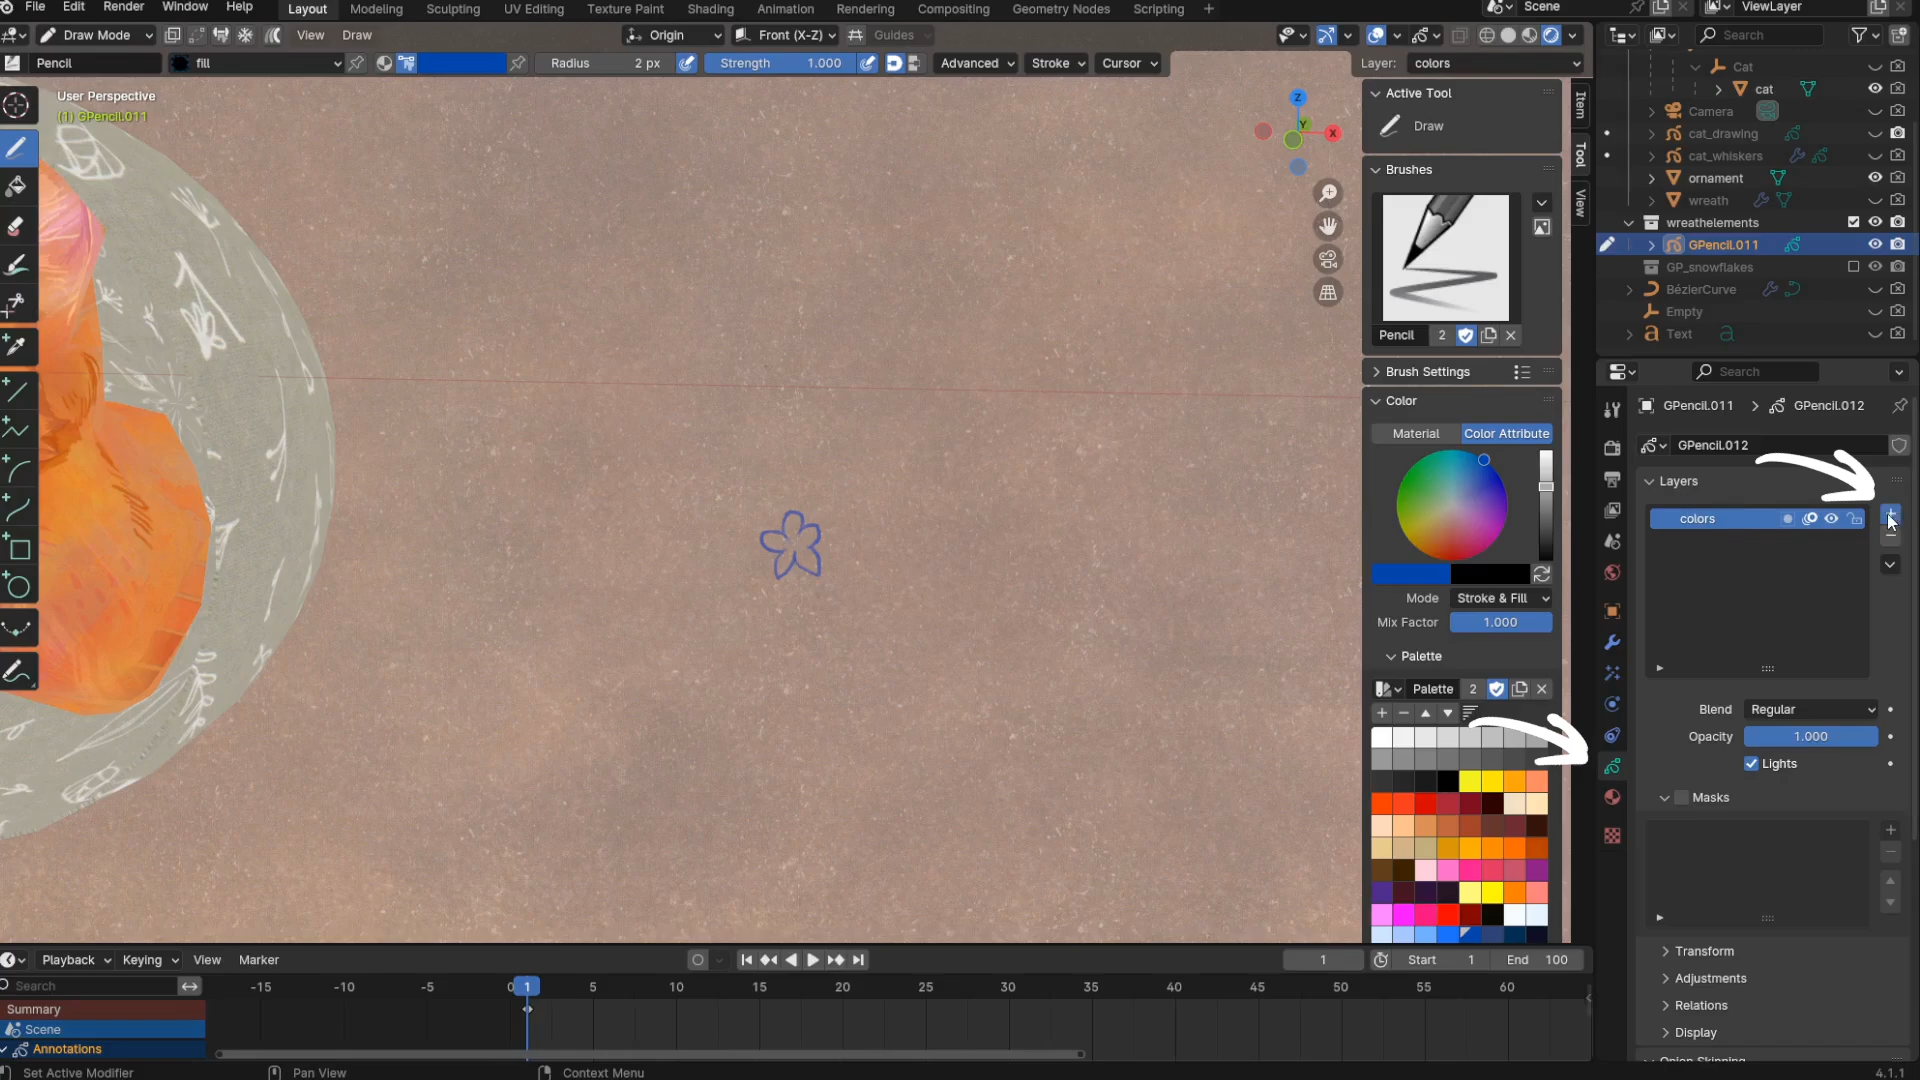 File Edit Render Window Help Layout Modeling Sculpting UV Editing Texture Paint Shading Animation Rendering Compositing Geometry Nodes Scripting + Scene ViewLayer
Draw Mode View Draw Origin Front (X-Z) Guides Search
Pencil fill Radius 2 px Strength 1.000 Advanced Stroke Cursor Layer: colors
User Perspective
(1) GPencil.011
Z
Y
X
Active Tool
Draw
Brushes
Pencil 2
Brush Settings
Color
Material Color Attribute
Mode Stroke & Fill
Mix Factor 1.000
Palette
Palette 2
Item
Tool
View
Cat
cat
Camera
cat_drawing
cat_whiskers
ornament
wreath
wreathelements
GPencil.011
GP_snowflakes
BézierCurve
Empty
Text
Search
GPencil.011 > GPencil.012
GPencil.012
Layers
colors
Blend Regular
Opacity 1.000
Lights
Masks
Transform
Adjustments
Relations
Display
Onion Skinning
Playback Keying View Marker 1 Start 1 End 100
Search -15 -10 -5 0 1 5 10 15 20 25 30 35 40 45 50 55 60
Summary
Scene
Annotations
Set Active Modifier Pan View Context Menu 4.1.1